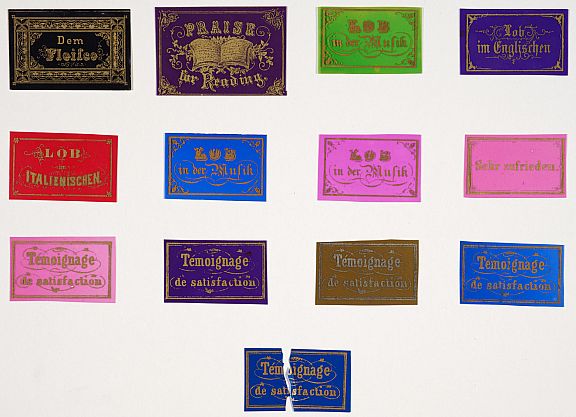 Dem
Fleisse
PRAISE
for Reading.
LOB
in der Musik
Lob
im Englischen
LOB
im
ITALIENISCHEN.
LOB
in der Musik
LOB
in der Musik
Sehr zufrieden.
Témoignage
de satisfaction
Témoignage
de satisfaction
Témoignage
de satisfaction
Témoignage
de satisfaction
Témoignage
de satisfaction